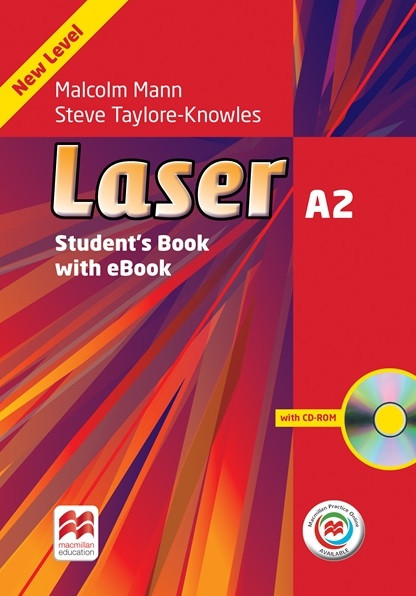 New Level
Malcolm Mann
Steve Taylore-Knowles
Laser
A2
Student's Book
with eBook
with CD-ROM
macmillan
education
Macmillan Practice Online
AVAILABLE